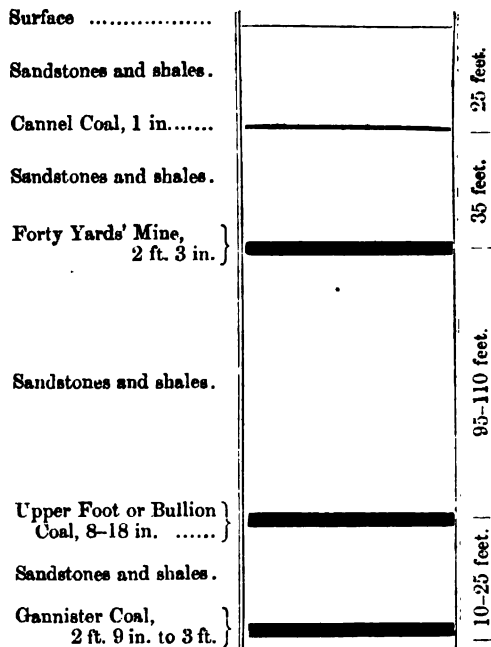 Surface ..................
25 feet.
Sandstones and shales.
Cannel Coal, 1 in.......
35 feet.
Sandstones and shales.
Forty Yards' Mine,
2 ft. 3 in.
95–110 feet.
Sandstones and shales.
Upper Foot or Bullion
Coal, 8–18 in. ......
10–25 feet.
Sandstones and shales.
Gannister Coal,
2 ft. 9 in. to 3 ft.